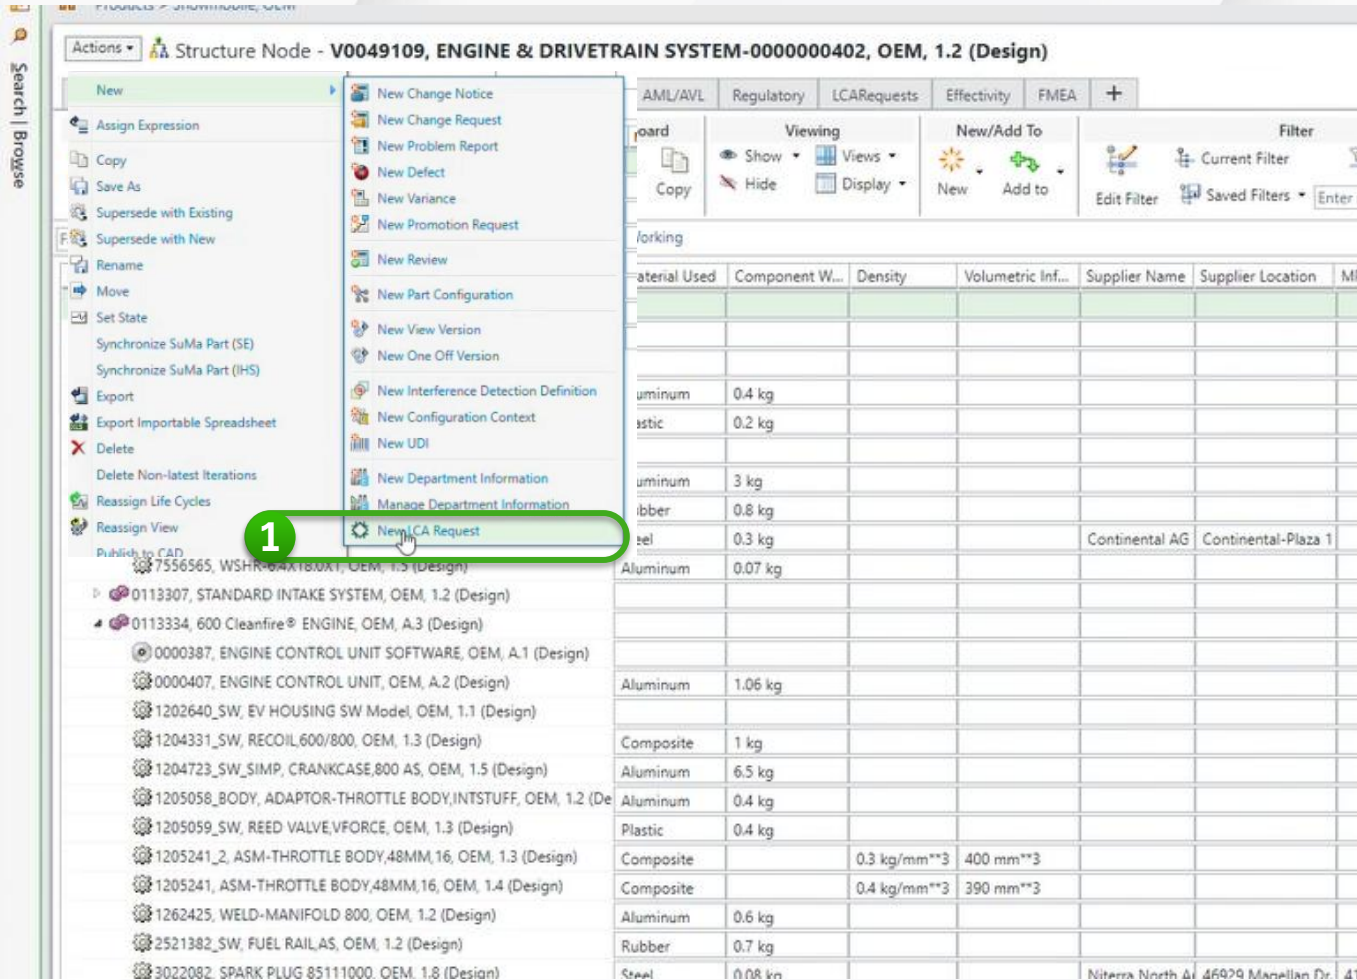 Products > Snowmobile, OEM
Search | Browse
Actions
Structure Node - V0049109, ENGINE & DRIVETRAIN SYSTEM-0000000402, OEM, 1.2 (Design)
New
Assign Expression
Copy
Save As
Supersede with Existing
Supersede with New
Rename
Move
Set State
Synchronize SuMa Part (SE)
Synchronize SuMa Part (IHS)
Export
Export Importable Spreadsheet
Delete
Delete Non-latest Iterations
Reassign Life Cycles
Reassign View
Publish to CAD
New Change Notice
New Change Request
New Problem Report
New Defect
New Variance
New Promotion Request
New Review
New Part Configuration
New View Version
New One Off Version
New Interference Detection Definition
New Configuration Context
New UDI
New Department Information
Manage Department Information
1
New LCA Request
AML/AVL Regulatory LCARequests Effectivity FMEA +
oard Viewing New/Add To Filter
Copy
Show Views
Hide Display
New Add to
Edit Filter
Current Filter
Saved Filters Enter
orking
aterial Used Component W... Density Volumetric Inf... Supplier Name Supplier Location
uminum 0.4 kg
astic 0.2 kg
uminum 3 kg
bber 0.8 kg
eel 0.3 kg Continental AG Continental-Plaza 1
7556565, WSHR-6.4X18.0X1, OEM, 1.5 (Design) Aluminum 0.07 kg
0113307, STANDARD INTAKE SYSTEM, OEM, 1.2 (Design)
0113334, 600 Cleanfire® ENGINE, OEM, A.3 (Design)
0000387, ENGINE CONTROL UNIT SOFTWARE, OEM, A.1 (Design)
0000407, ENGINE CONTROL UNIT, OEM, A.2 (Design) Aluminum 1.06 kg
1202640_SW, EV HOUSING SW Model, OEM, 1.1 (Design)
1204331_SW, RECOIL,600/800, OEM, 1.3 (Design) Composite 1 kg
1204723_SW_SIMP, CRANKCASE,800 AS, OEM, 1.5 (Design) Aluminum 6.5 kg
1205058_BODY, ADAPTOR-THROTTLE BODY,INTSTUFF, OEM, 1.2 (De Aluminum 0.4 kg
1205059_SW, REED VALVE,VFORCE, OEM, 1.3 (Design) Plastic 0.4 kg
1205241_2, ASM-THROTTLE BODY,48MM,16, OEM, 1.3 (Design) Composite 0.3 kg/mm**3 400 mm**3
1205241, ASM-THROTTLE BODY,48MM,16, OEM, 1.4 (Design) Composite 0.4 kg/mm**3 390 mm**3
1262425, WELD-MANIFOLD 800, OEM, 1.2 (Design) Aluminum 0.6 kg
2521382_SW, FUEL RAIL,AS, OEM, 1.2 (Design) Rubber 0.7 kg
3022082, SPARK PLUG 85111000, OEM, 1.8 (Design) Steel 0.08 kg Niterra North A 46929 Magellan Dr.